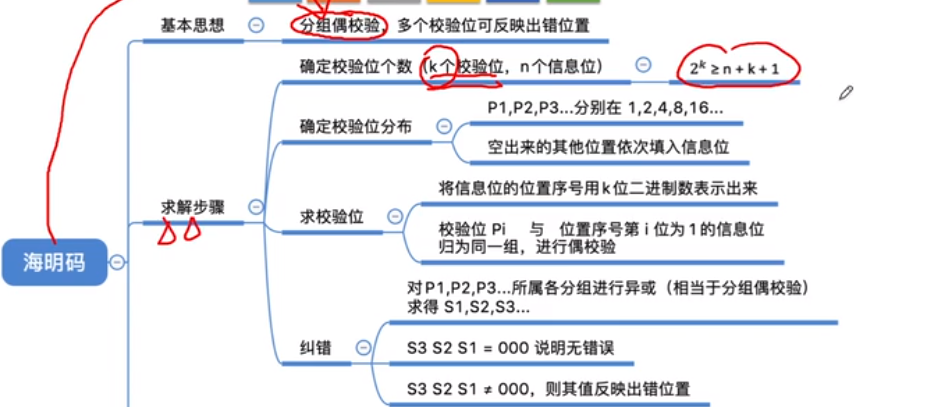 基本思想
分组偶校验，多个校验位可反映出错位置
确定校验位个数（k个校验位，n个信息位）
2^k ≥ n + k + 1
确定校验位分布
P1,P2,P3...分别在 1,2,4,8,16...
空出来的其他位置依次填入信息位
求解步骤
求校验位
将信息位的位置序号用k位二进制数表示出来
校验位 Pi 与 位置序号第 i 位为1的信息位
归为同一组，进行偶校验
海明码
纠错
对P1,P2,P3...所属各分组进行异或（相当于分组偶校验）
求得 S1,S2,S3...
S3 S2 S1 = 000 说明无错误
S3 S2 S1 ≠ 000，则其值反映出错位置